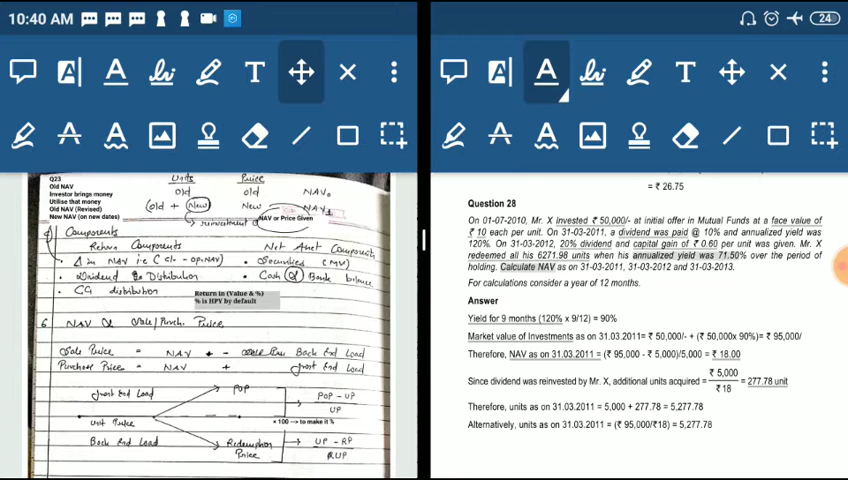 10:40 AM
24
Q23
Old NAV
Investor brings money
Utilise that money
Old NAV (Revised)
New NAV (on new dates)
Units Price
Old Old NAV₀
(Old + New) New NAV₁
reinvestment NAV or Price Given
Components
Return Components Net Asset Components
• Δ in NAV i.e (Cl - op.NAV) • Securities (MV)
• Dividend Distribution • Cash & Bank balance
• CG distribution
Return in (Value & %)
% is HPY by default
6 NAV & Sale/Purch. Price
Sale Price = NAV - Back End Load
Purchase Price = NAV + front End Load
front End Load POP POP - UP
UP
Unit Price × 100 --> to make it %
Back End Load Redemption UP - RP
Price RUP
= ₹ 26.75
Question 28
On 01-07-2010, Mr. X Invested ₹ 50,000/- at initial offer in Mutual Funds at a face value of
₹ 10 each per unit. On 31-03-2011, a dividend was paid @ 10% and annualized yield was
120%. On 31-03-2012, 20% dividend and capital gain of ₹ 0.60 per unit was given. Mr. X
redeemed all his 6271.98 units when his annualized yield was 71.50% over the period of
holding. Calculate NAV as on 31-03-2011, 31-03-2012 and 31-03-2013.
For calculations consider a year of 12 months.
Answer
Yield for 9 months (120% x 9/12) = 90%
Market value of Investments as on 31.03.2011= ₹ 50,000/- + (₹ 50,000x 90%)= ₹ 95,000/
Therefore, NAV as on 31.03.2011 = (₹ 95,000 - ₹ 5,000)/5,000 = ₹ 18.00
Since dividend was reinvested by Mr. X, additional units acquired = ₹ 5,000 / ₹ 18 = 277.78 unit
Therefore, units as on 31.03.2011 = 5,000 + 277.78 = 5,277.78
Alternatively, units as on 31.03.2011 = (₹ 95,000/₹18) = 5,277.78